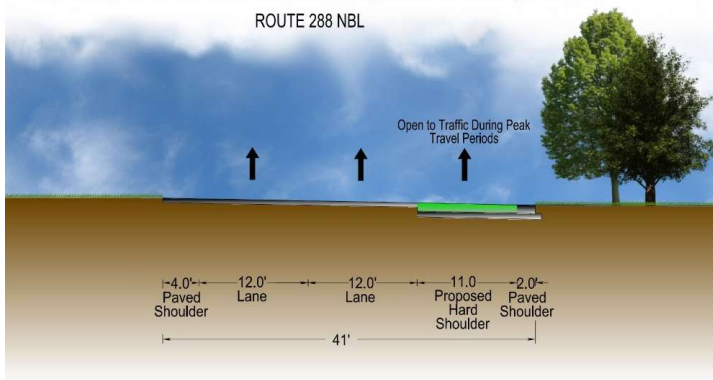 ROUTE 288 NBL
Open to Traffic During Peak
Travel Periods
4.0' 12.0' 12.0' 11.0 2.0'
Paved Lane Lane Proposed Paved
Shoulder Hard Shoulder
Shoulder
41'